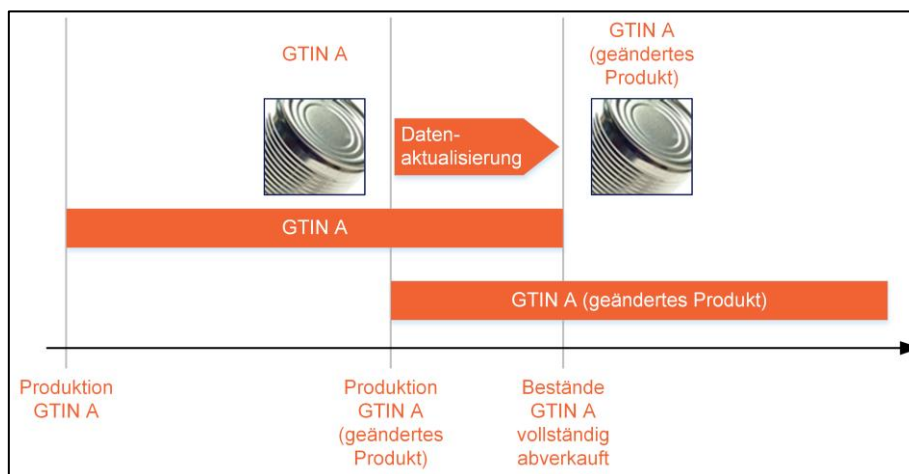 GTIN A
GTIN A
(geändertes
Produkt)
Daten-
aktualisierung
GTIN A
GTIN A (geändertes Produkt)
Produktion
GTIN A
Produktion
GTIN A
(geändertes
Produkt)
Bestände
GTIN A
vollständig
abverkauft